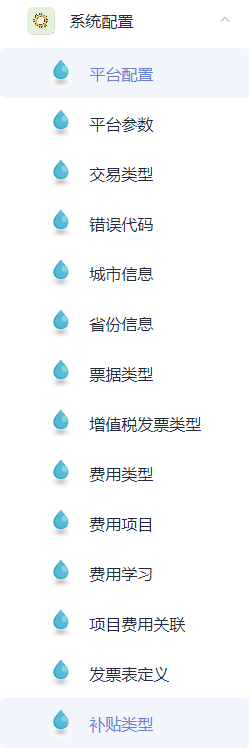 系统配置
平台配置
平台参数
交易类型
错误代码
城市信息
省份信息
票据类型
增值税发票类型
费用类型
费用项目
费用学习
项目费用关联
发票表定义
补贴类型